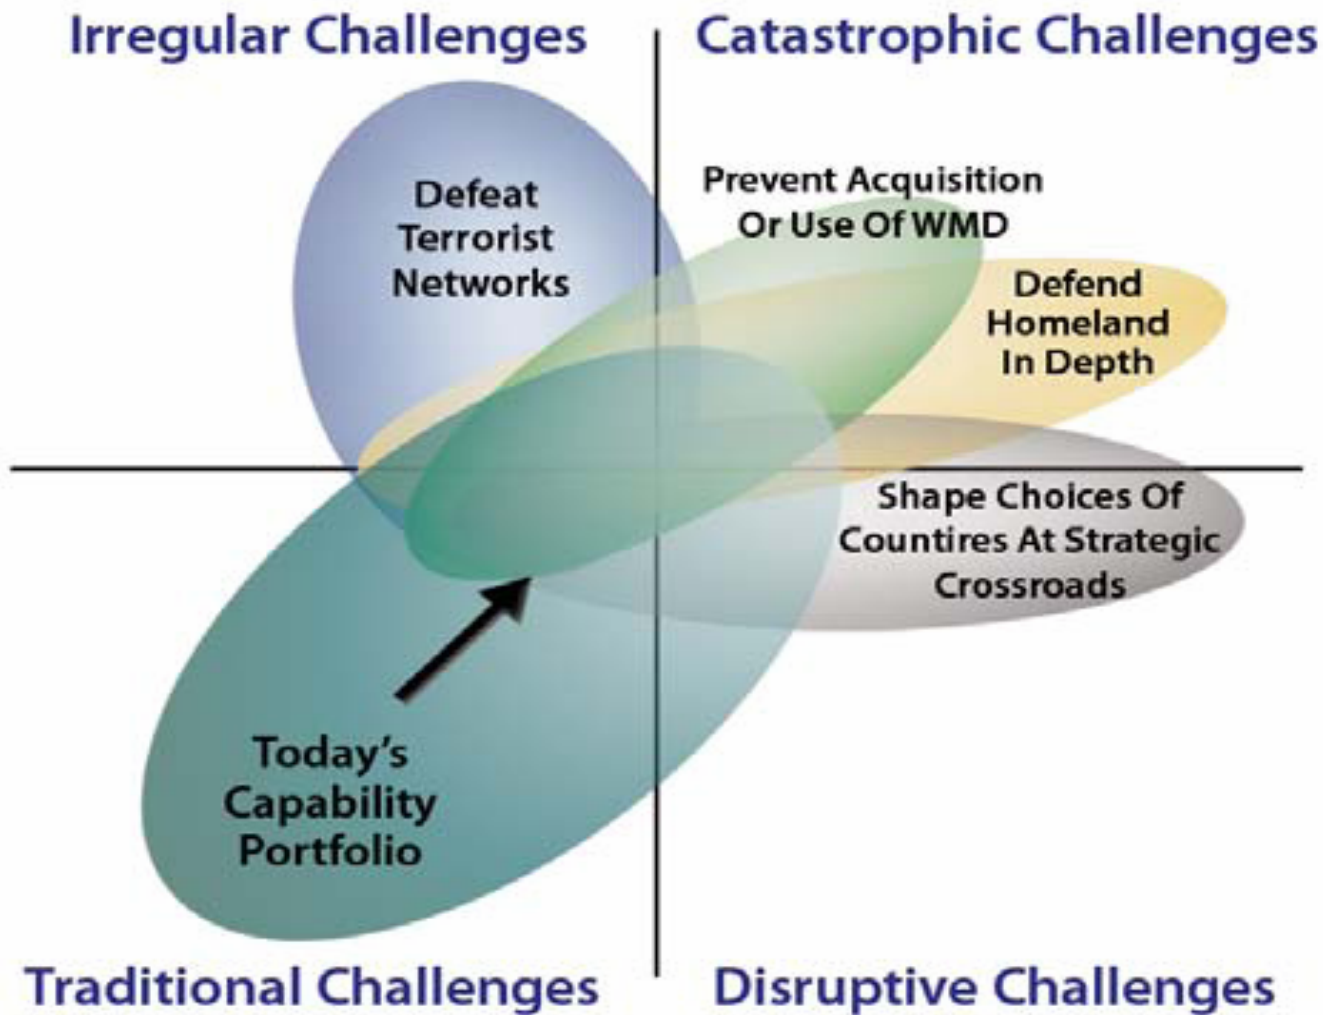 Irregular Challenges
Catastrophic Challenges
Defeat
Terrorist
Networks
Prevent Acquisition
Or Use Of WMD
Defend
Homeland
In Depth
Shape Choices Of
Countires At Strategic
Crossroads
Today's
Capability
Portfolio
Traditional Challenges
Disruptive Challenges